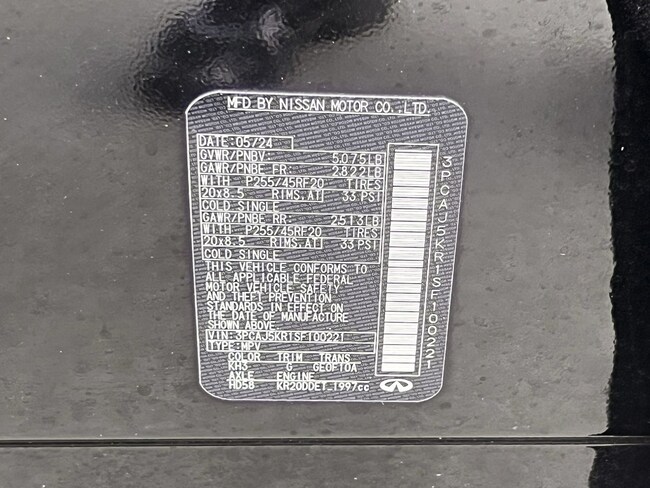 MFD BY NISSAN MOTOR CO.,LTD.
DATE:05/24
GVWR/PNBV: 5075LB
GAWR/PNBE FR: 2822LB
WITH P255/45RF20 TIRES
20x8.5 RIMS,AT 33 PSI
COLD SINGLE
GAWR/PNBE RR: 2513LB
WITH P255/45RF20 TIRES
20x8.5 RIMS,AT 33 PSI
COLD SINGLE
THIS VEHICLE CONFORMS TO
ALL APPLICABLE FEDERAL
MOTOR VEHICLE SAFETY
AND THEFT PREVENTION
STANDARDS IN EFFECT ON
THE DATE OF MANUFACTURE
SHOWN ABOVE
VIN:3PCAJ5KR1SF100221
TYPE:MPV
COLOR TRIM TRANS
KH3 G GE0F10A
AXLE ENGINE
HD58 KR20DDET 1997cc
3PCAJ5KR1SF100221